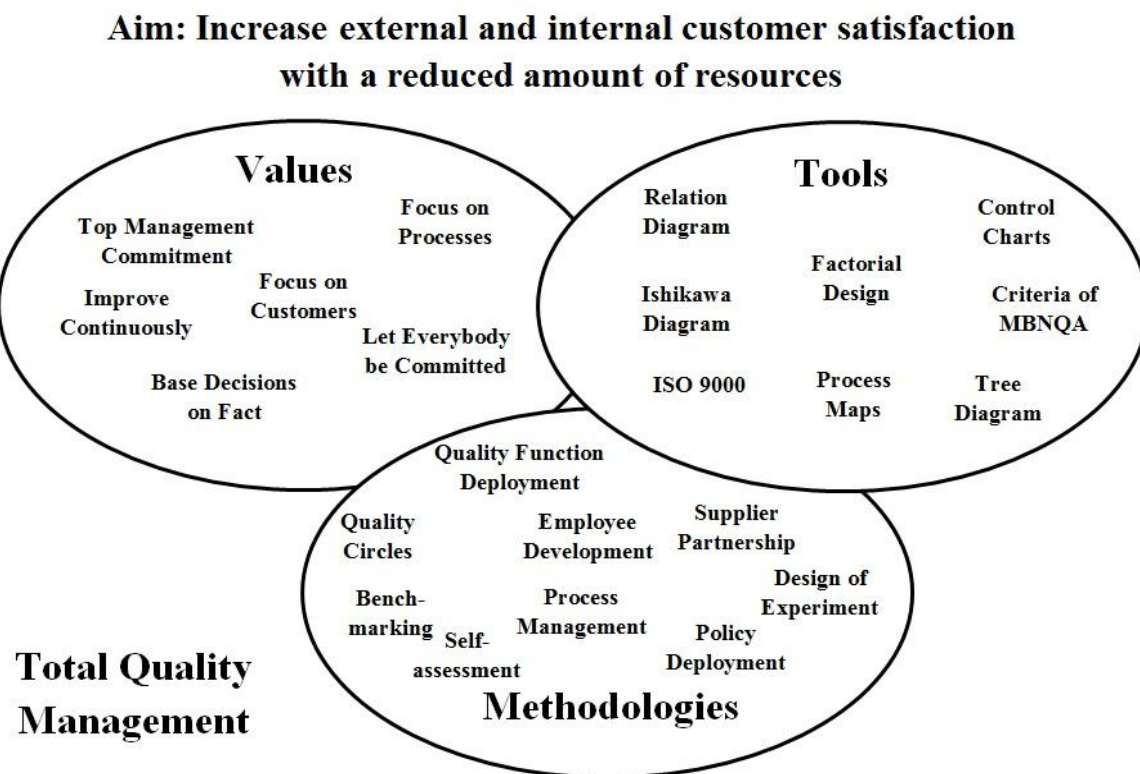 Aim: Increase external and internal customer satisfaction
with a reduced amount of resources
Values
Top Management
Commitment
Focus on
Processes
Improve
Continuously
Focus on
Customers
Let Everybody
be Committed
Base Decisions
on Fact
Tools
Relation
Diagram
Control
Charts
Factorial
Design
Ishikawa
Diagram
Criteria of
MBNQA
ISO 9000
Process
Maps
Tree
Diagram
Quality Function
Deployment
Quality
Circles
Employee
Development
Supplier
Partnership
Design of
Experiment
Bench-
marking
Process
Management
Self-
assessment
Policy
Deployment
Methodologies
Total Quality
Management